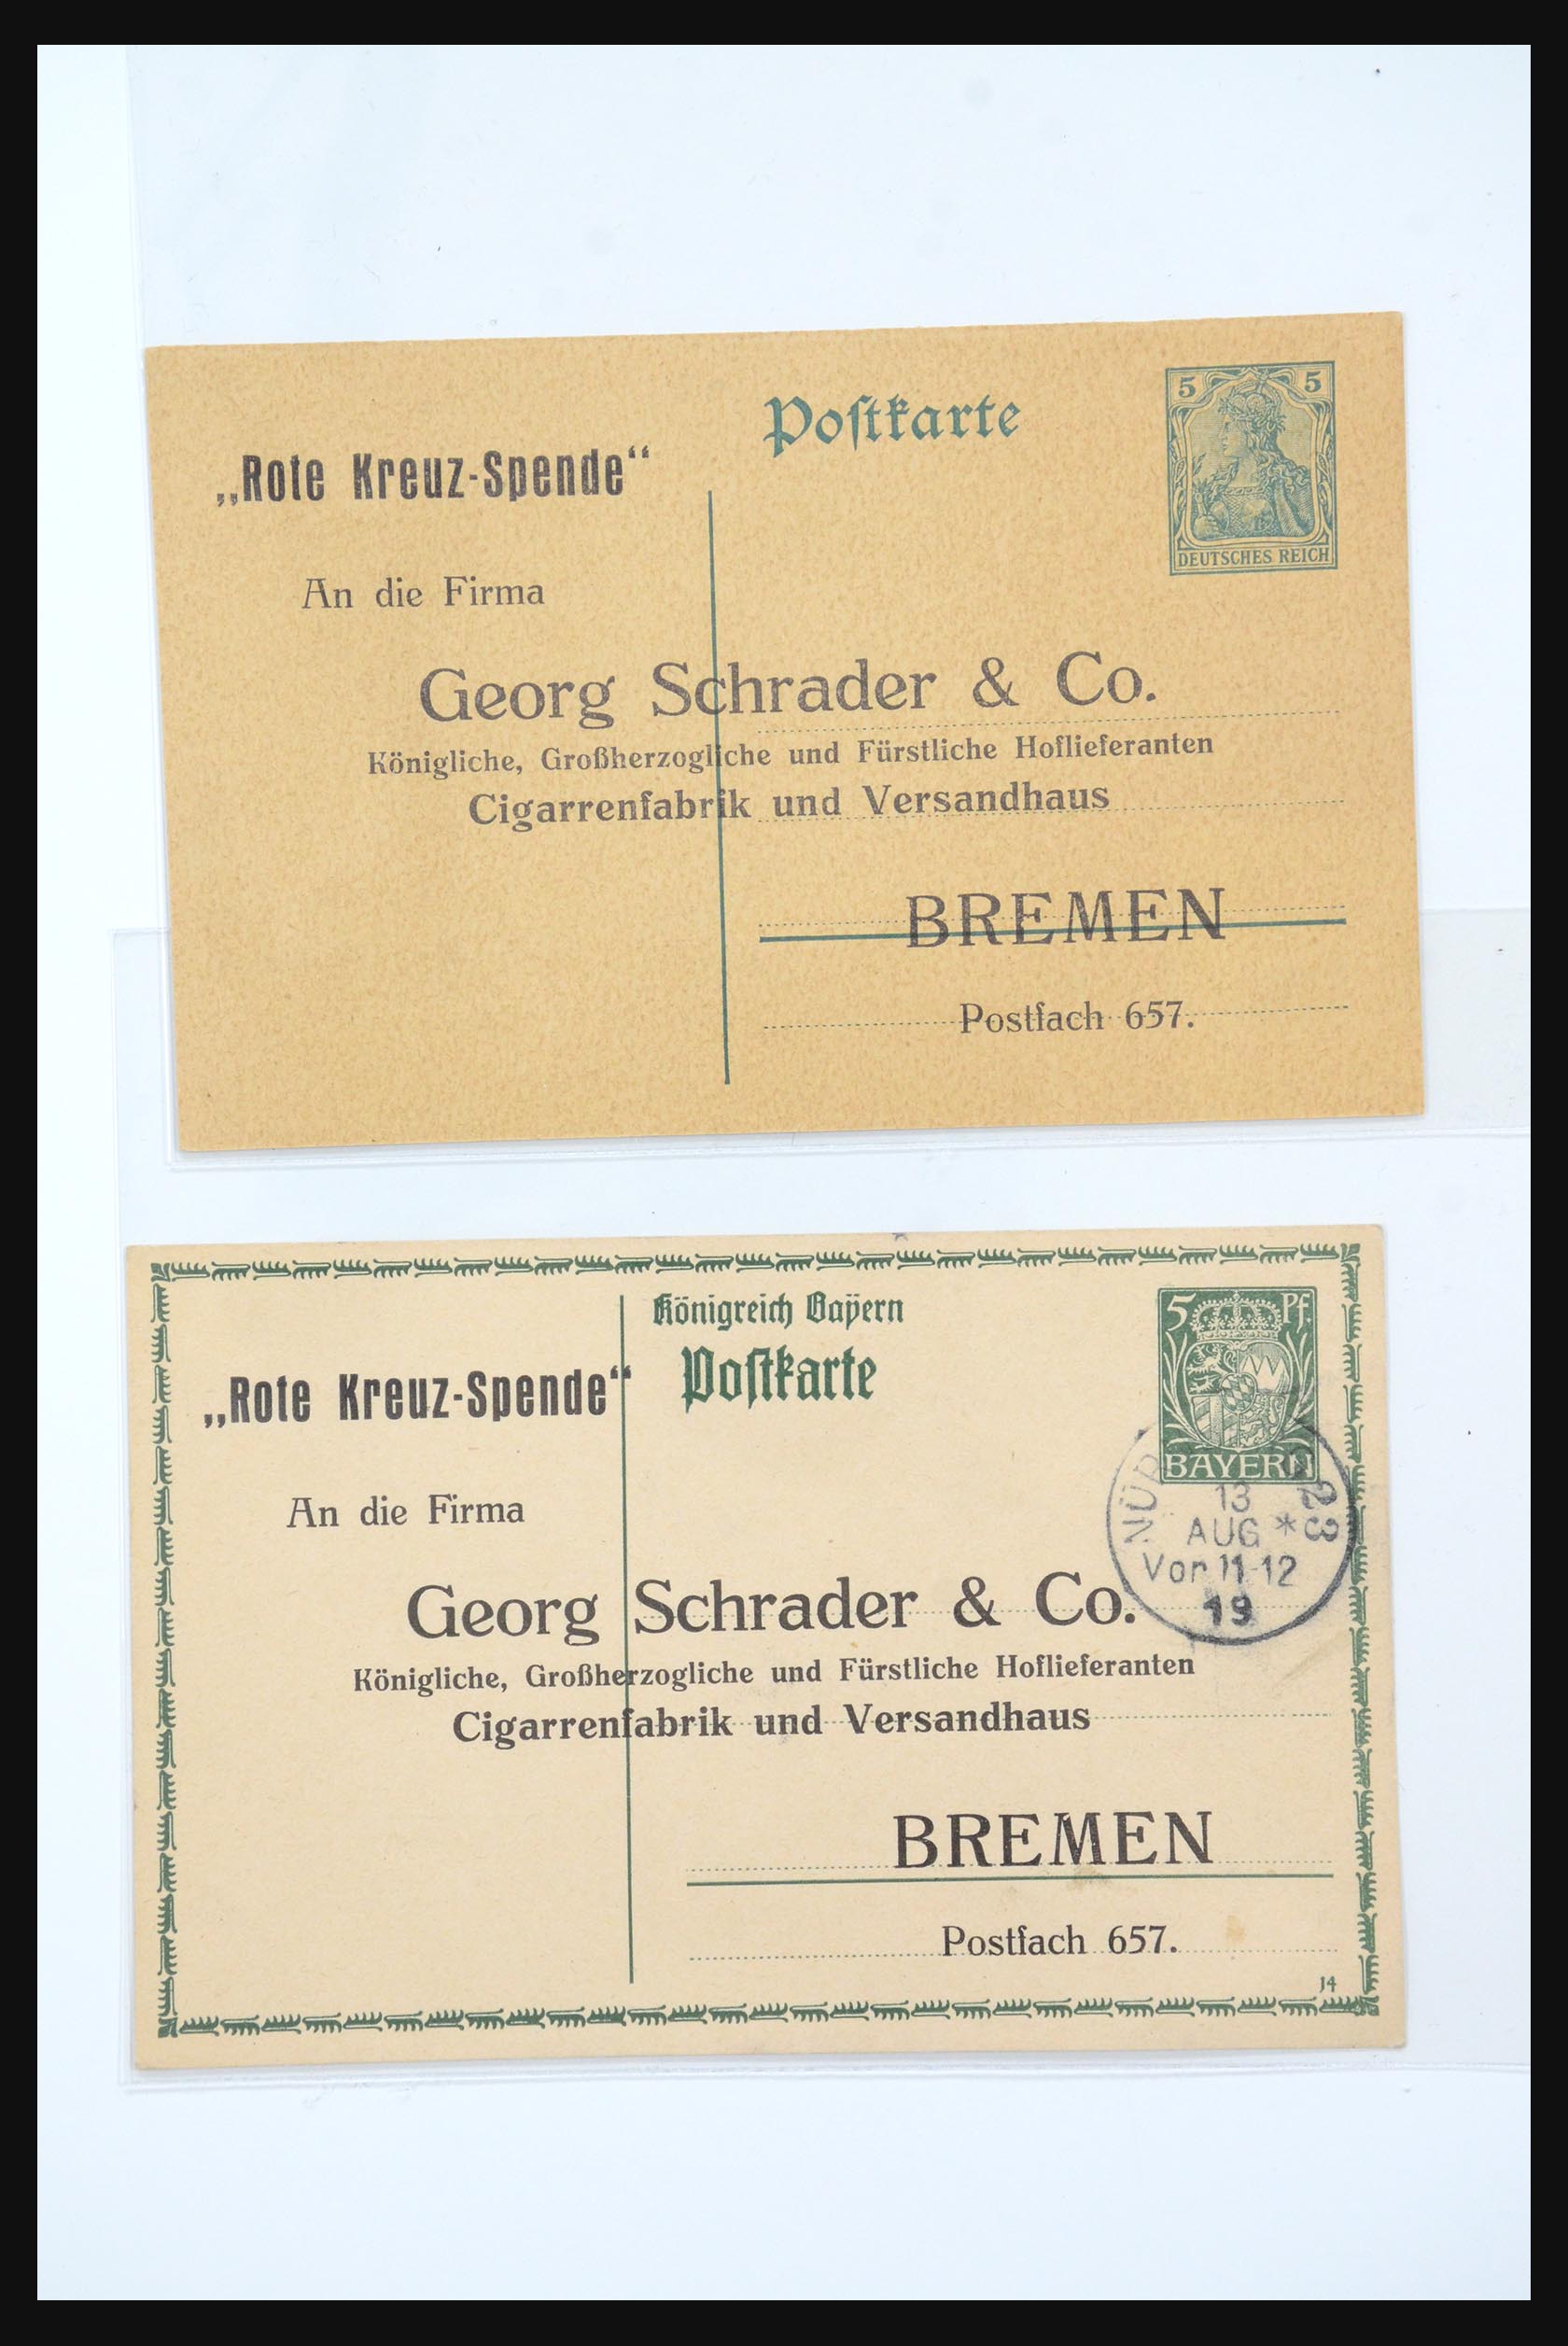 Postkarte
5 5
DEUTSCHES REICH
„Rote Kreuz-Spende“
An die Firma
Georg Schrader & Co.
Königliche, Großherzogliche und Fürstliche Hoflieferanten
Cigarrenfabrik und Versandhaus
BREMEN
Postfach 657.
Königreich Bayern
Postkarte
5 Pf.
BAYERN
„Rote Kreuz-Spende“
13
AUG *
Vor 11-12
19
23
An die Firma
Georg Schrader & Co.
Königliche, Großherzogliche und Fürstliche Hoflieferanten
Cigarrenfabrik und Versandhaus
BREMEN
Postfach 657.
14